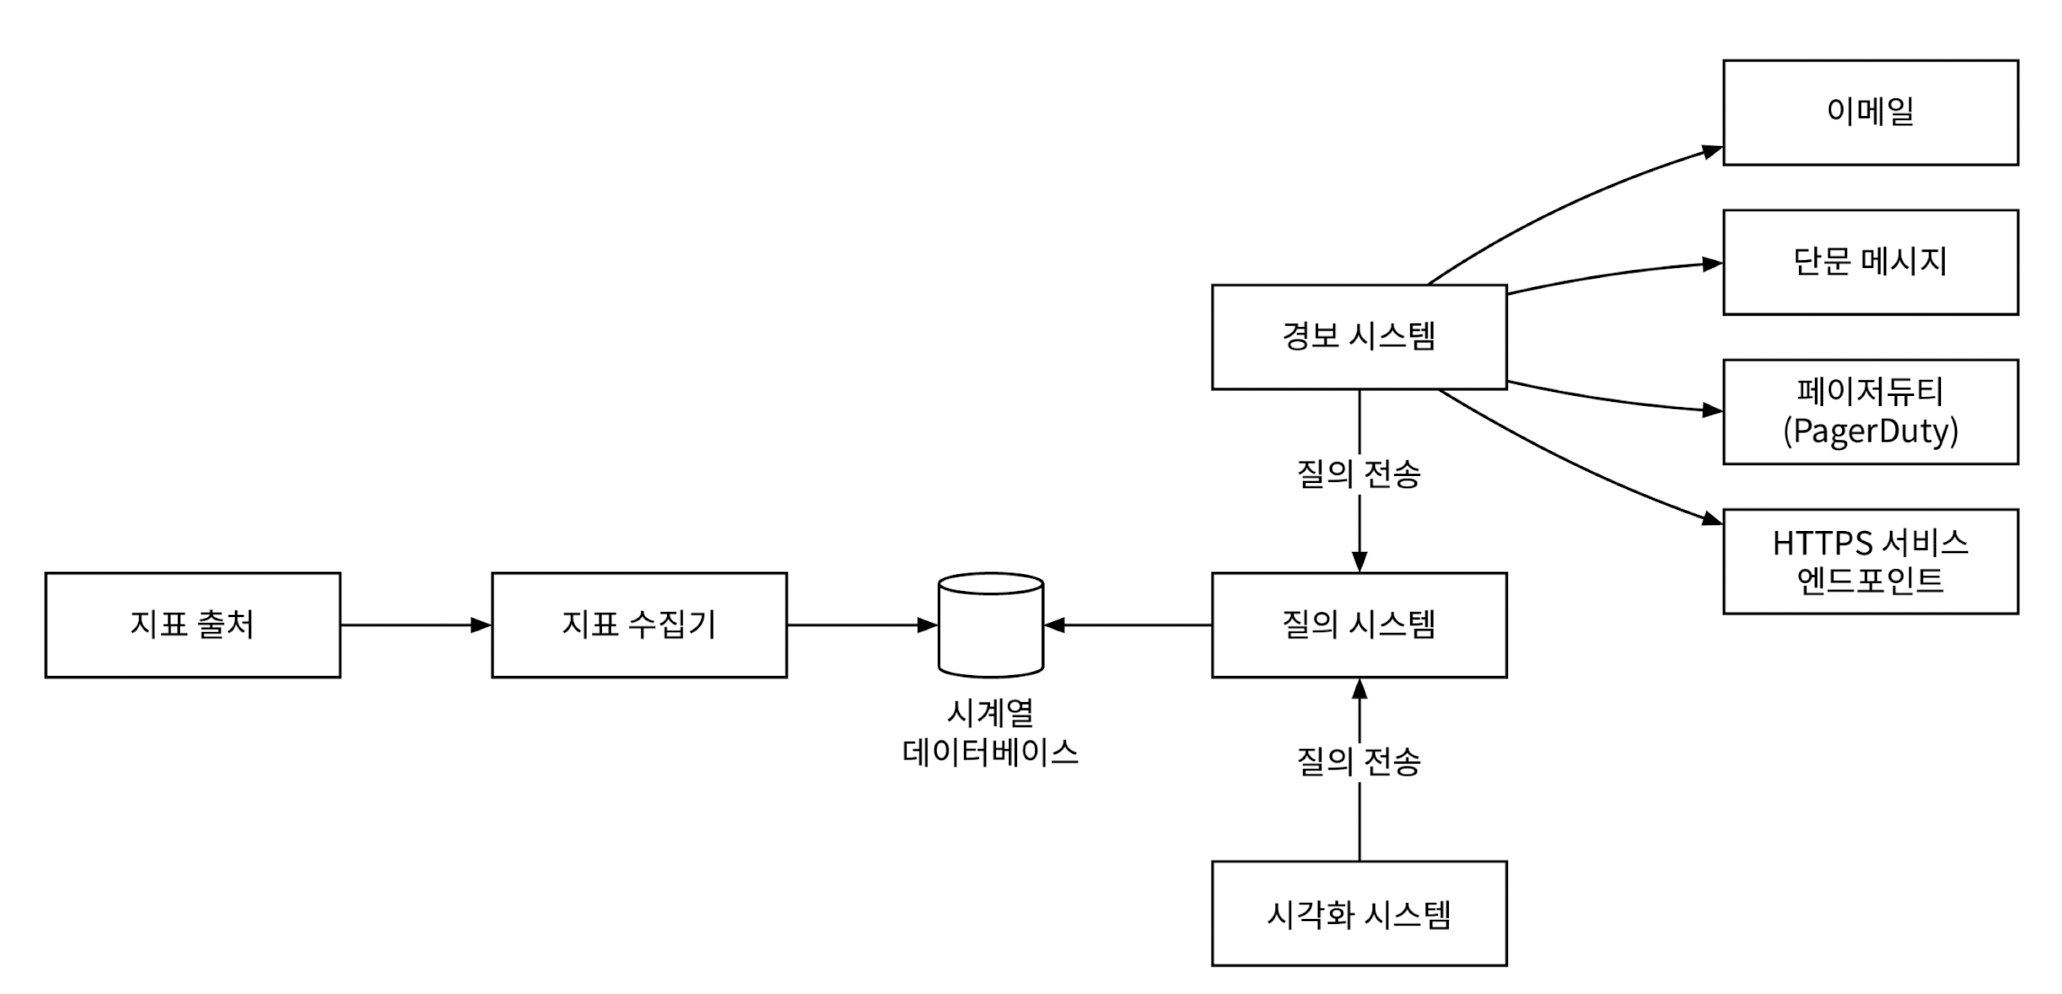 이메일
단문 메시지
경보 시스템
페이저듀티
(PagerDuty)
질의 전송
HTTPS 서비스
엔드포인트
지표 출처
지표 수집기
질의 시스템
시계열
데이터베이스
질의 전송
시각화 시스템